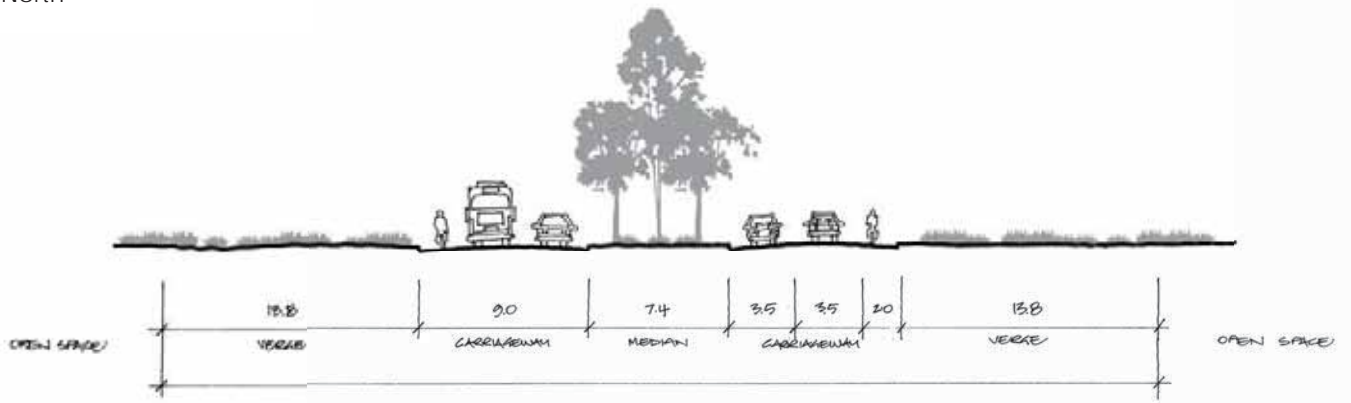 NORTH
13.8 9.0 7.4 3.5 3.5 2.0 13.8
OPEN SPACE VERGE CARRIAGEWAY MEDIAN CARRIAGEWAY VERGE OPEN SPACE